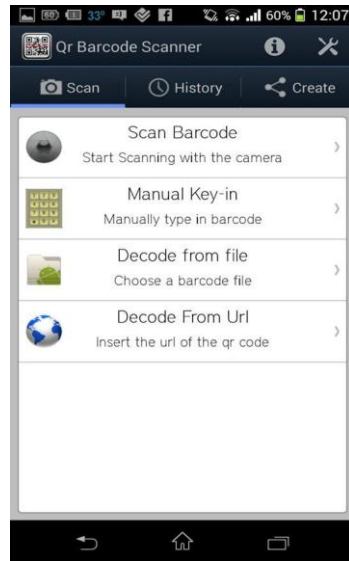 60 33° 60% 12:07
Qr Barcode Scanner
Scan History Create
Scan Barcode
Start Scanning with the camera
Manual Key-in
Manually type in barcode
Decode from file
Choose a barcode file
Decode From Url
Insert the url of the qr code